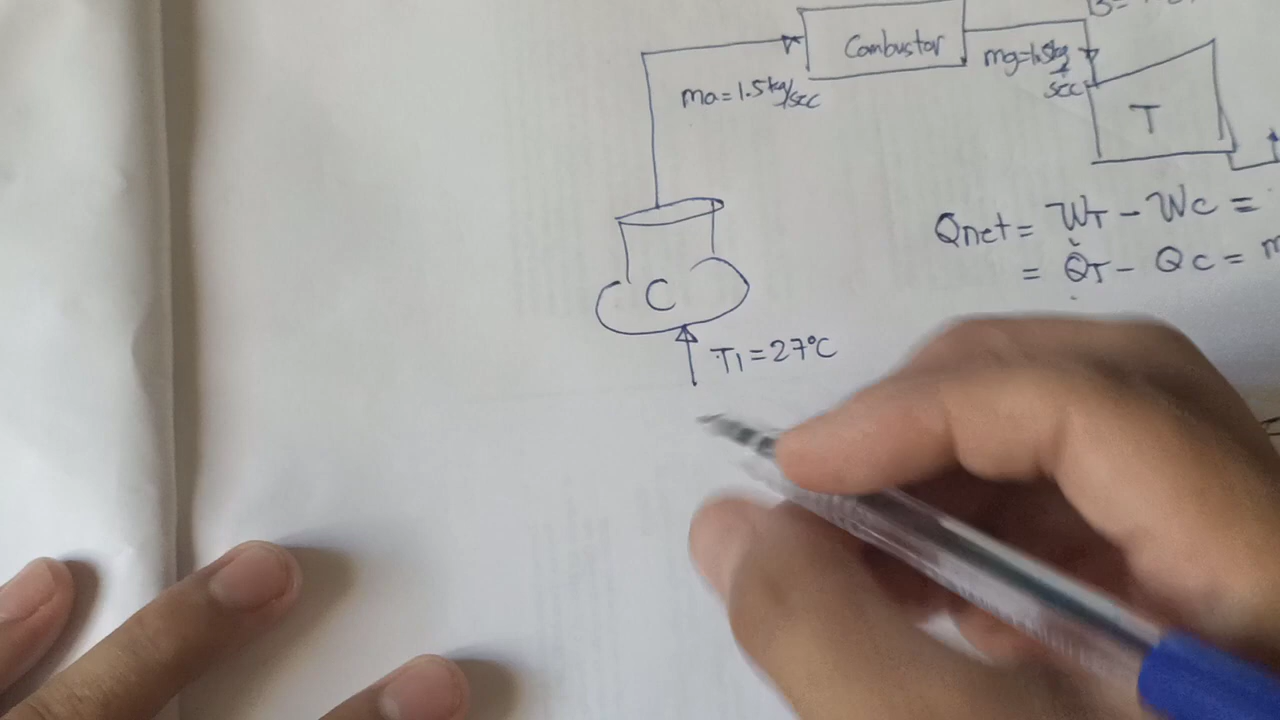 Combustor
ma=1.5kg/sec
mg=1.5kg/sec
T
Qnet = WT - WC =
= QT - QC = m
C
T1=27°C